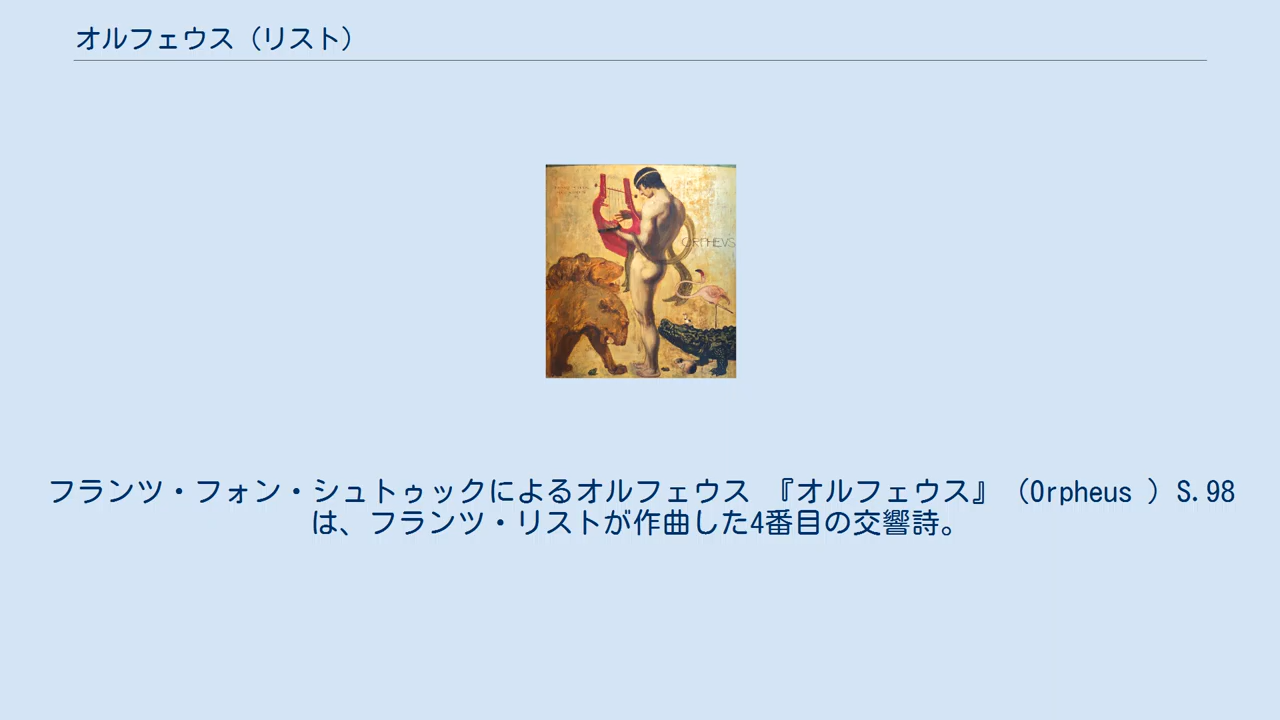 オルフェウス（リスト）
ORPHEVS
フランツ・フォン・シュトゥックによるオルフェウス 『オルフェウス』（Orpheus ）S.98
は、フランツ・リストが作曲した4番目の交響詩。